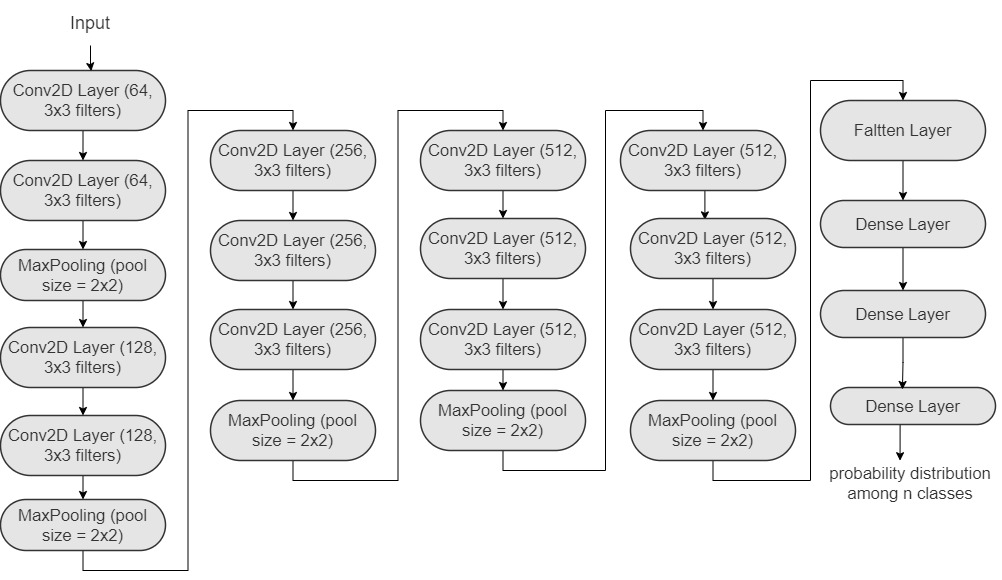 Input
Conv2D Layer (64,
3x3 filters)
Conv2D Layer (64,
3x3 filters)
MaxPooling (pool
size = 2x2)
Conv2D Layer (128,
3x3 filters)
Conv2D Layer (128,
3x3 filters)
MaxPooling (pool
size = 2x2)
Conv2D Layer (256,
3x3 filters)
Conv2D Layer (256,
3x3 filters)
Conv2D Layer (256,
3x3 filters)
MaxPooling (pool
size = 2x2)
Conv2D Layer (512,
3x3 filters)
Conv2D Layer (512,
3x3 filters)
Conv2D Layer (512,
3x3 filters)
MaxPooling (pool
size = 2x2)
Conv2D Layer (512,
3x3 filters)
Conv2D Layer (512,
3x3 filters)
Conv2D Layer (512,
3x3 filters)
MaxPooling (pool
size = 2x2)
Faltten Layer
Dense Layer
Dense Layer
Dense Layer
probability distribution
among n classes